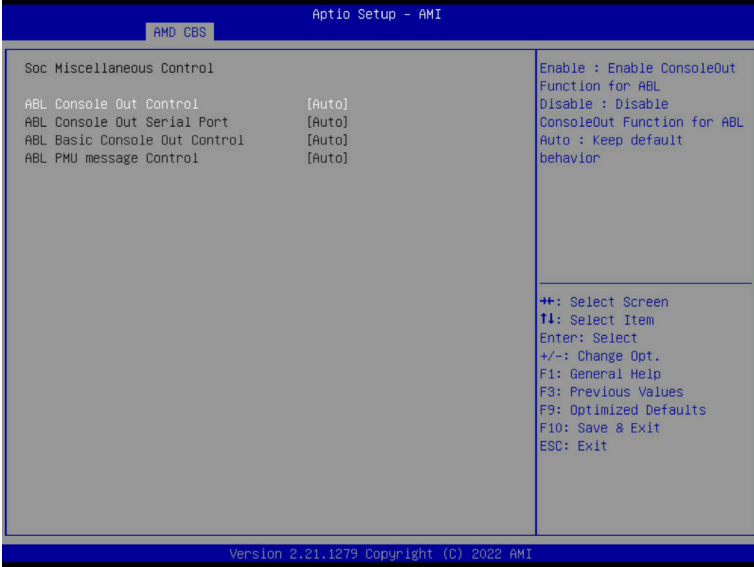 Aptio Setup – AMI
AMD CBS
Soc Miscellaneous Control
ABL Console Out Control [Auto]
ABL Console Out Serial Port [Auto]
ABL Basic Console Out Control [Auto]
ABL PMU message Control [Auto]
Enable : Enable ConsoleOut
Function for ABL
Disable : Disable
ConsoleOut Function for ABL
Auto : Keep default
behavior
→←: Select Screen
↑↓: Select Item
Enter: Select
+/-: Change Opt.
F1: General Help
F3: Previous Values
F9: Optimized Defaults
F10: Save & Exit
ESC: Exit
Version 2.21.1279 Copyright (C) 2022 AMI